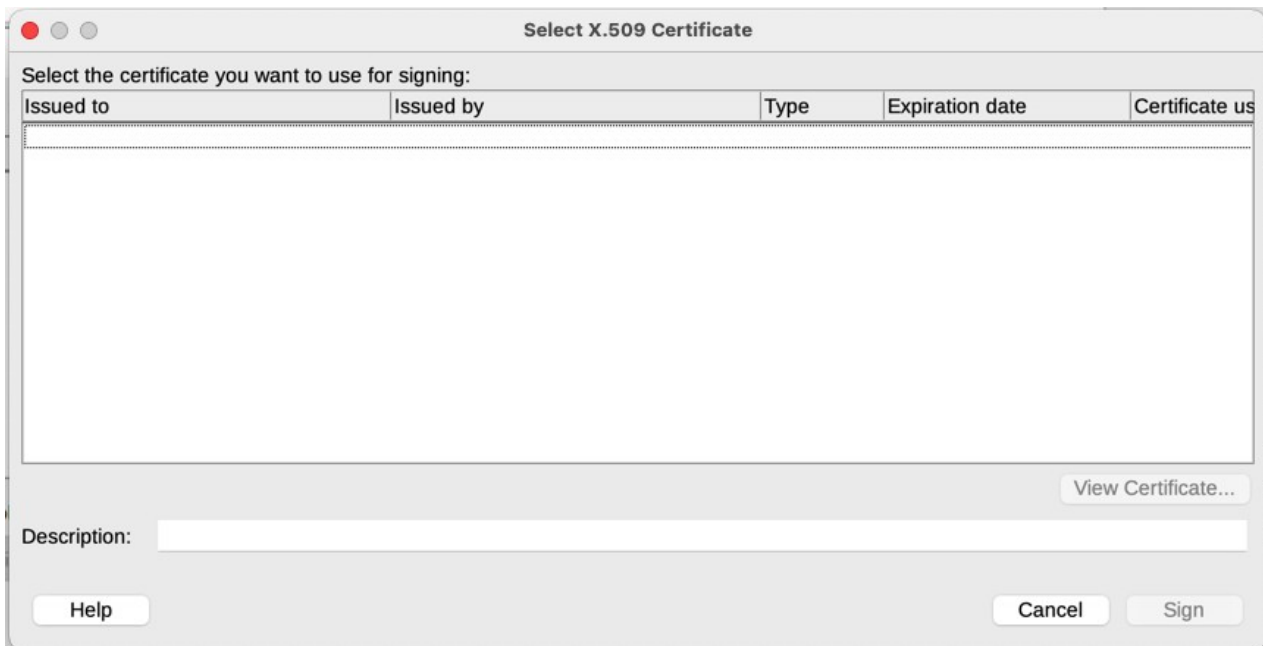 Select X.509 Certificate
Select the certificate you want to use for signing:
Issued to Issued by Type Expiration date Certificate us
View Certificate...
Description:
Help Cancel Sign